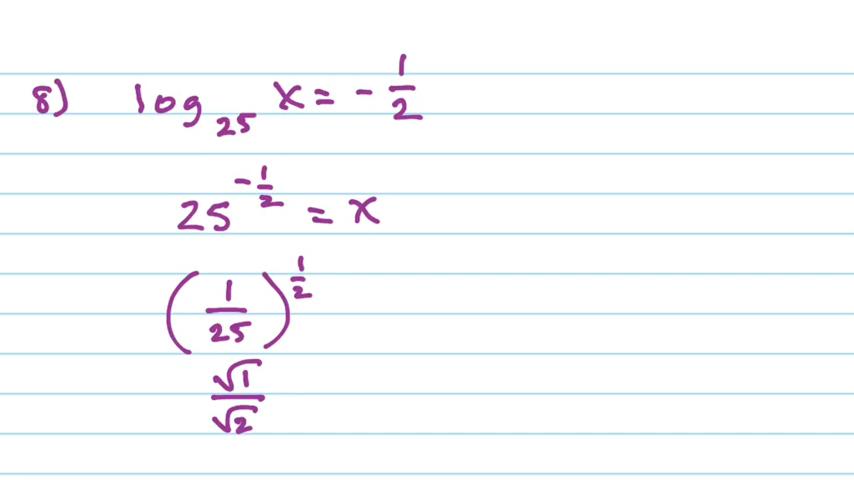 8) log₂₅ x = - 1/2
25^(-1/2) = x
(1/25)^(1/2)
√1/√2